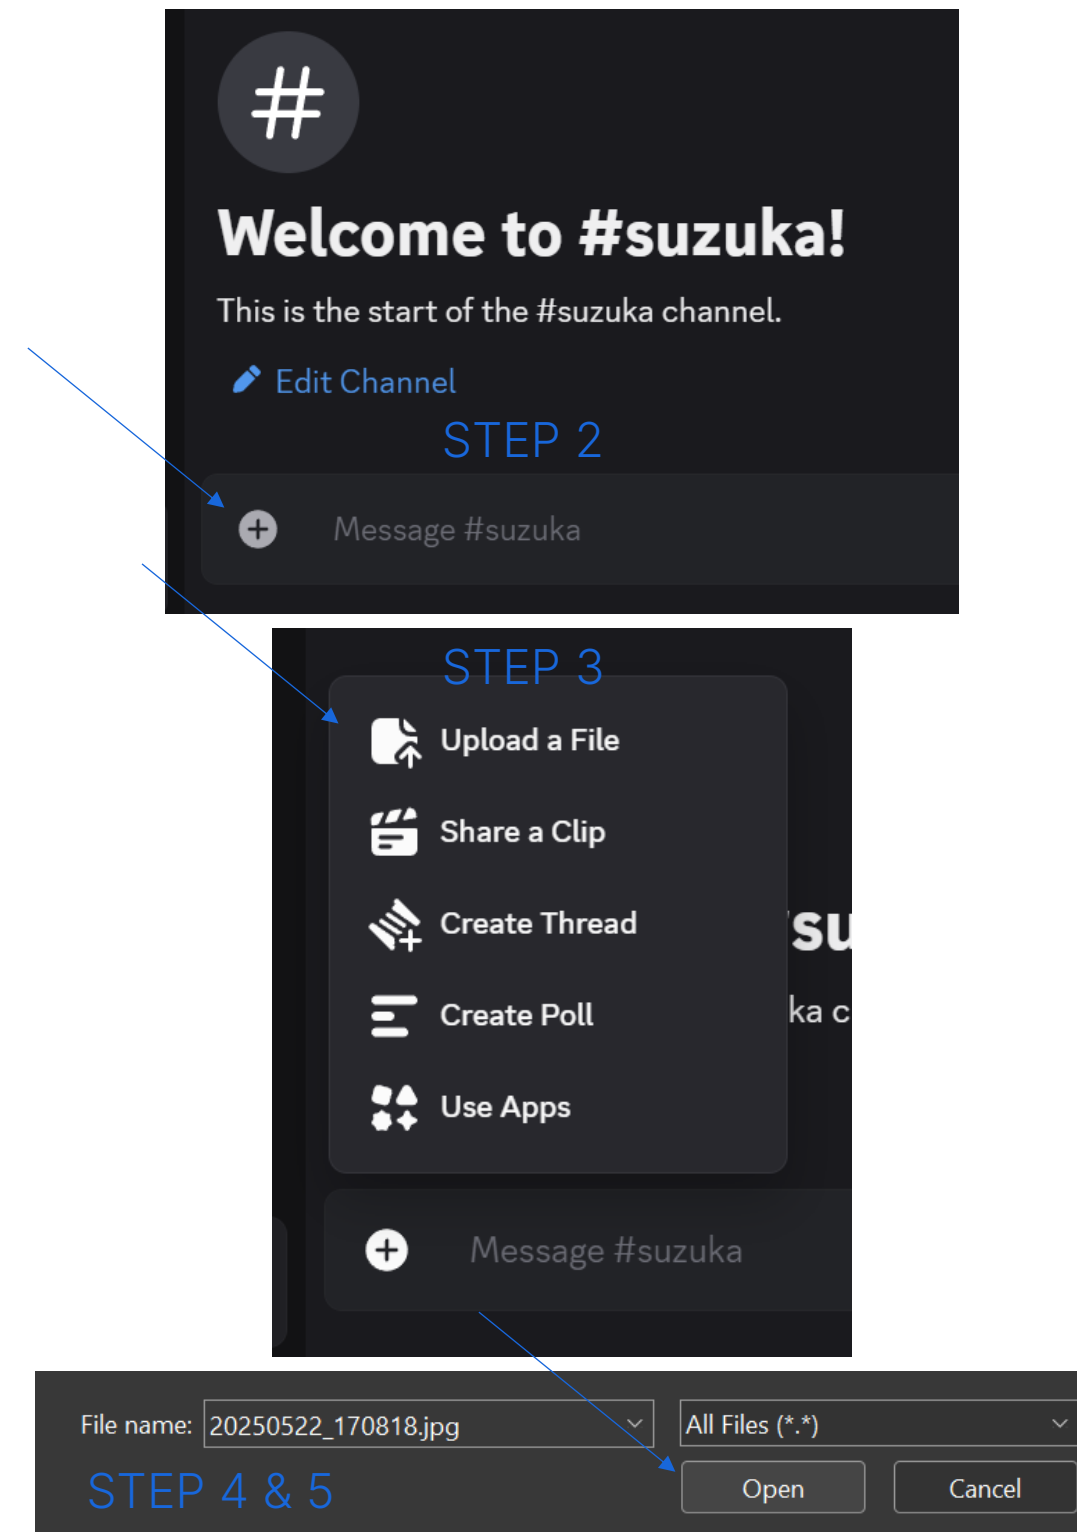 #
Welcome to #suzuka!
This is the start of the #suzuka channel.
Edit Channel
STEP 2
Message #suzuka
STEP 3
Upload a File
Share a Clip
Create Thread
'su
Create Poll
ka c
Use Apps
Message #suzuka
File name: 20250522_170818.jpg All Files (*.*)
STEP 4 & 5 Open Cancel